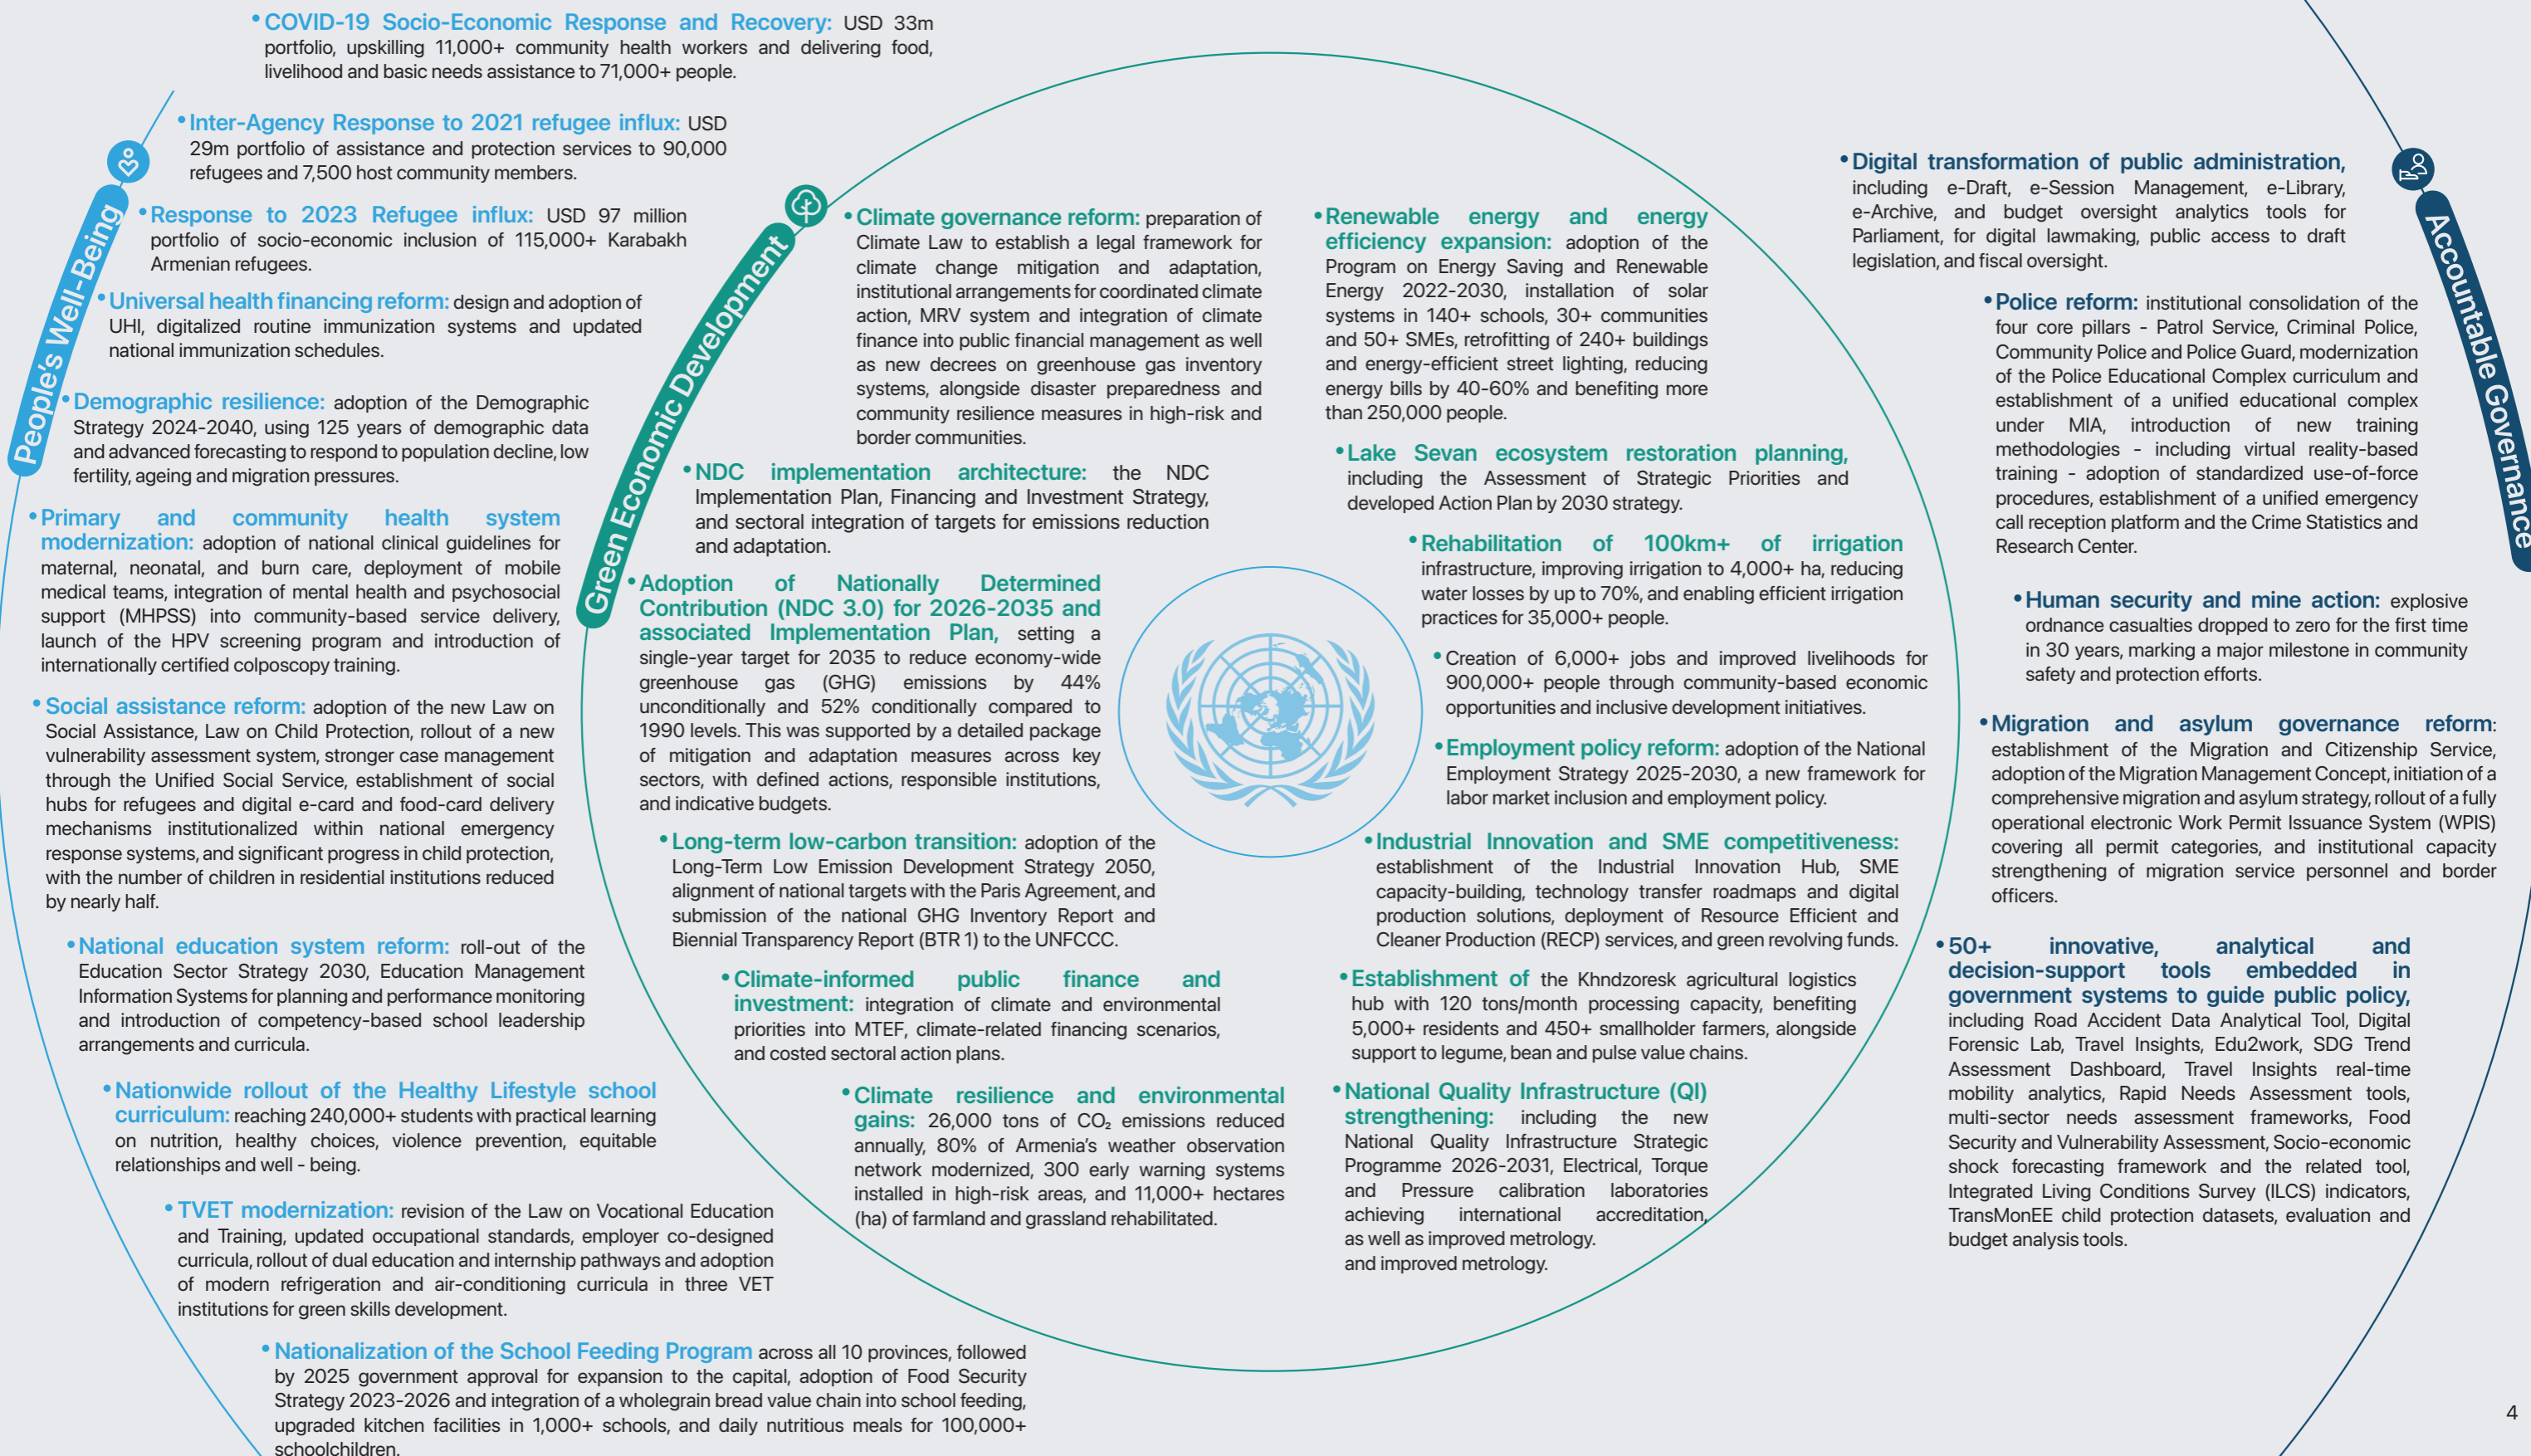 • COVID-19 Socio-Economic Response and Recovery: USD 33m
portfolio, upskilling 11,000+ community health workers and delivering food,
livelihood and basic needs assistance to 71,000+ people.
• Inter-Agency Response to 2021 refugee influx: USD
29m portfolio of assistance and protection services to 90,000
refugees and 7,500 host community members.
• Response to 2023 Refugee influx: USD 97 million
portfolio of socio-economic inclusion of 115,000+ Karabakh
Armenian refugees.
People's Well-Being
• Universal health financing reform: design and adoption of
UHI, digitalized routine immunization systems and updated
national immunization schedules.
• Demographic resilience: adoption of the Demographic
Strategy 2024-2040, using 125 years of demographic data
and advanced forecasting to respond to population decline, low
fertility, ageing and migration pressures.
• Primary and community health system
modernization: adoption of national clinical guidelines for
maternal, neonatal, and burn care, deployment of mobile
medical teams, integration of mental health and psychosocial
support (MHPSS) into community-based service delivery,
launch of the HPV screening program and introduction of
internationally certified colposcopy training.
• Social assistance reform: adoption of the new Law on
Social Assistance, Law on Child Protection, rollout of a new
vulnerability assessment system, stronger case management
through the Unified Social Service, establishment of social
hubs for refugees and digital e-card and food-card delivery
mechanisms institutionalized within national emergency
response systems, and significant progress in child protection,
with the number of children in residential institutions reduced
by nearly half.
• National education system reform: roll-out of the
Education Sector Strategy 2030, Education Management
Information Systems for planning and performance monitoring
and introduction of competency-based school leadership
arrangements and curricula.
• Nationwide rollout of the Healthy Lifestyle school
curriculum: reaching 240,000+ students with practical learning
on nutrition, healthy choices, violence prevention, equitable
relationships and well - being.
• TVET modernization: revision of the Law on Vocational Education
and Training, updated occupational standards, employer co-designed
curricula, rollout of dual education and internship pathways and adoption
of modern refrigeration and air-conditioning curricula in three VET
institutions for green skills development.
• Nationalization of the School Feeding Program across all 10 provinces, followed
by 2025 government approval for expansion to the capital, adoption of Food Security
Strategy 2023-2026 and integration of a wholegrain bread value chain into school feeding,
upgraded kitchen facilities in 1,000+ schools, and daily nutritious meals for 100,000+
schoolchildren.
Green Economic Development
• Climate governance reform: preparation of
Climate Law to establish a legal framework for
climate change mitigation and adaptation,
institutional arrangements for coordinated climate
action, MRV system and integration of climate
finance into public financial management as well
as new decrees on greenhouse gas inventory
systems, alongside disaster preparedness and
community resilience measures in high-risk and
border communities.
• NDC implementation architecture: the NDC
Implementation Plan, Financing and Investment Strategy,
and sectoral integration of targets for emissions reduction
and adaptation.
• Adoption of Nationally Determined
Contribution (NDC 3.0) for 2026-2035 and
associated Implementation Plan, setting a
single-year target for 2035 to reduce economy-wide
greenhouse gas (GHG) emissions by 44%
unconditionally and 52% conditionally compared to
1990 levels. This was supported by a detailed package
of mitigation and adaptation measures across key
sectors, with defined actions, responsible institutions,
and indicative budgets.
• Long-term low-carbon transition: adoption of the
Long-Term Low Emission Development Strategy 2050,
alignment of national targets with the Paris Agreement, and
submission of the national GHG Inventory Report and
Biennial Transparency Report (BTR 1) to the UNFCCC.
• Climate-informed public finance and
investment: integration of climate and environmental
priorities into MTEF, climate-related financing scenarios,
and costed sectoral action plans.
• Climate resilience and environmental
gains: 26,000 tons of CO₂ emissions reduced
annually, 80% of Armenia's weather observation
network modernized, 300 early warning systems
installed in high-risk areas, and 11,000+ hectares
(ha) of farmland and grassland rehabilitated.
• Renewable energy and energy
efficiency expansion: adoption of the
Program on Energy Saving and Renewable
Energy 2022-2030, installation of solar
systems in 140+ schools, 30+ communities
and 50+ SMEs, retrofitting of 240+ buildings
and energy-efficient street lighting, reducing
energy bills by 40-60% and benefiting more
than 250,000 people.
• Lake Sevan ecosystem restoration planning,
including the Assessment of Strategic Priorities and
developed Action Plan by 2030 strategy.
• Rehabilitation of 100km+ of irrigation
infrastructure, improving irrigation to 4,000+ ha, reducing
water losses by up to 70%, and enabling efficient irrigation
practices for 35,000+ people.
• Creation of 6,000+ jobs and improved livelihoods for
900,000+ people through community-based economic
opportunities and inclusive development initiatives.
• Employment policy reform: adoption of the National
Employment Strategy 2025-2030, a new framework for
labor market inclusion and employment policy.
• Industrial Innovation and SME competitiveness:
establishment of the Industrial Innovation Hub, SME
capacity-building, technology transfer roadmaps and digital
production solutions, deployment of Resource Efficient and
Cleaner Production (RECP) services, and green revolving funds.
• Establishment of the Khndzoresk agricultural logistics
hub with 120 tons/month processing capacity, benefiting
5,000+ residents and 450+ smallholder farmers, alongside
support to legume, bean and pulse value chains.
• National Quality Infrastructure (QI)
strengthening: including the new
National Quality Infrastructure Strategic
Programme 2026-2031, Electrical, Torque
and Pressure calibration laboratories
achieving international accreditation,
as well as improved metrology.
and improved metrology.
Accountable Governance
• Digital transformation of public administration,
including e-Draft, e-Session Management, e-Library,
e-Archive, and budget oversight analytics tools for
Parliament, for digital lawmaking, public access to draft
legislation, and fiscal oversight.
• Police reform: institutional consolidation of the
four core pillars - Patrol Service, Criminal Police,
Community Police and Police Guard, modernization
of the Police Educational Complex curriculum and
establishment of a unified educational complex
under MIA, introduction of new training
methodologies - including virtual reality-based
training - adoption of standardized use-of-force
procedures, establishment of a unified emergency
call reception platform and the Crime Statistics and
Research Center.
• Human security and mine action: explosive
ordnance casualties dropped to zero for the first time
in 30 years, marking a major milestone in community
safety and protection efforts.
• Migration and asylum governance reform:
establishment of the Migration and Citizenship Service,
adoption of the Migration Management Concept, initiation of a
comprehensive migration and asylum strategy, rollout of a fully
operational electronic Work Permit Issuance System (WPIS)
covering all permit categories, and institutional capacity
strengthening of migration service personnel and border
officers.
• 50+ innovative, analytical and
decision-support tools embedded in
government systems to guide public policy,
including Road Accident Data Analytical Tool, Digital
Forensic Lab, Travel Insights, Edu2work, SDG Trend
Assessment Dashboard, Travel Insights real-time
mobility analytics, Rapid Needs Assessment tools,
multi-sector needs assessment frameworks, Food
Security and Vulnerability Assessment, Socio-economic
shock forecasting framework and the related tool,
Integrated Living Conditions Survey (ILCS) indicators,
TransMonEE child protection datasets, evaluation and
budget analysis tools.
4